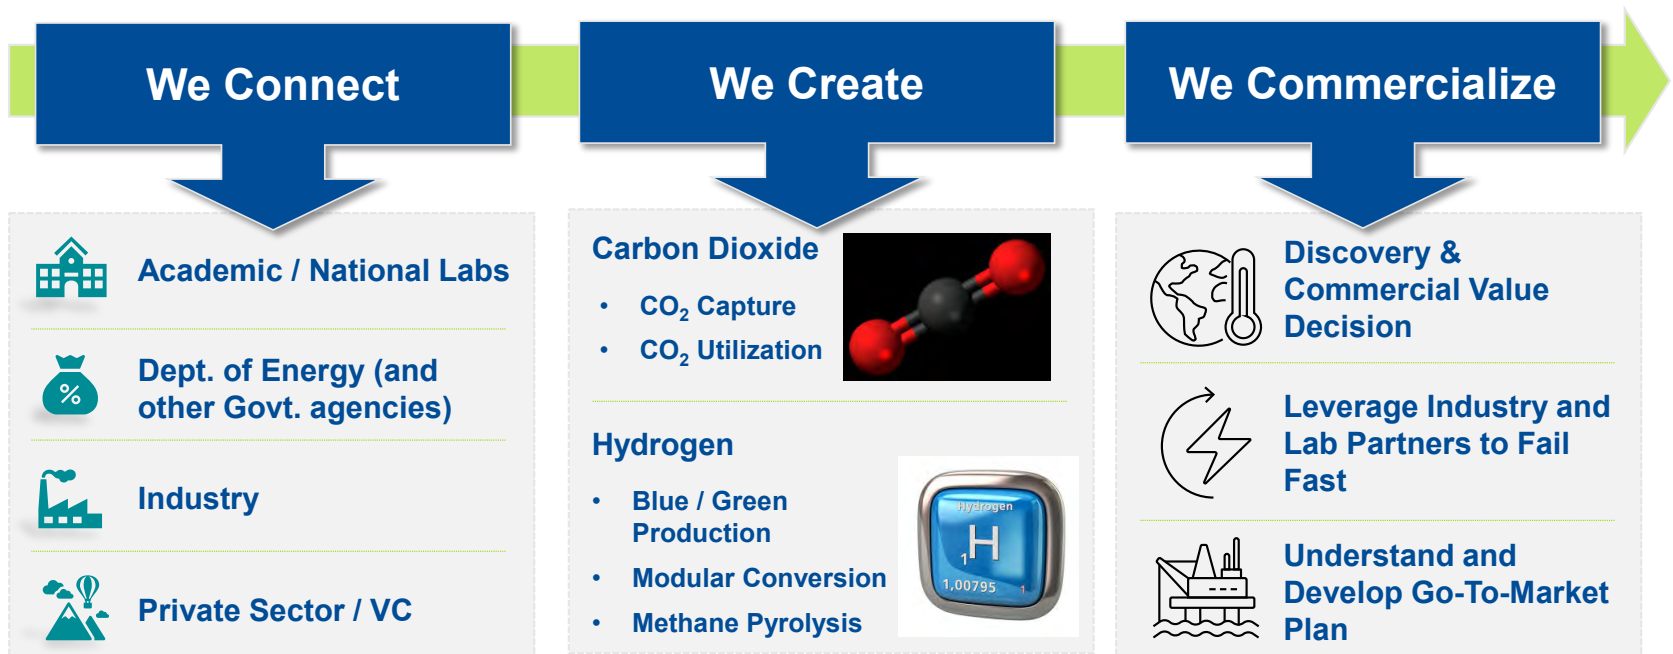 We Connect
We Create
We Commercialize
Academic / National Labs
Dept. of Energy (and
other Govt. agencies)
%
Industry
Private Sector / VC
Carbon Dioxide
• CO₂ Capture
• CO₂ Utilization
Hydrogen
• Blue / Green
Production
• Modular Conversion
• Methane Pyrolysis
Hydrogen
1H
1,00795 1
Discovery &
Commercial Value
Decision
Leverage Industry and
Lab Partners to Fail
Fast
Understand and
Develop Go-To-Market
Plan